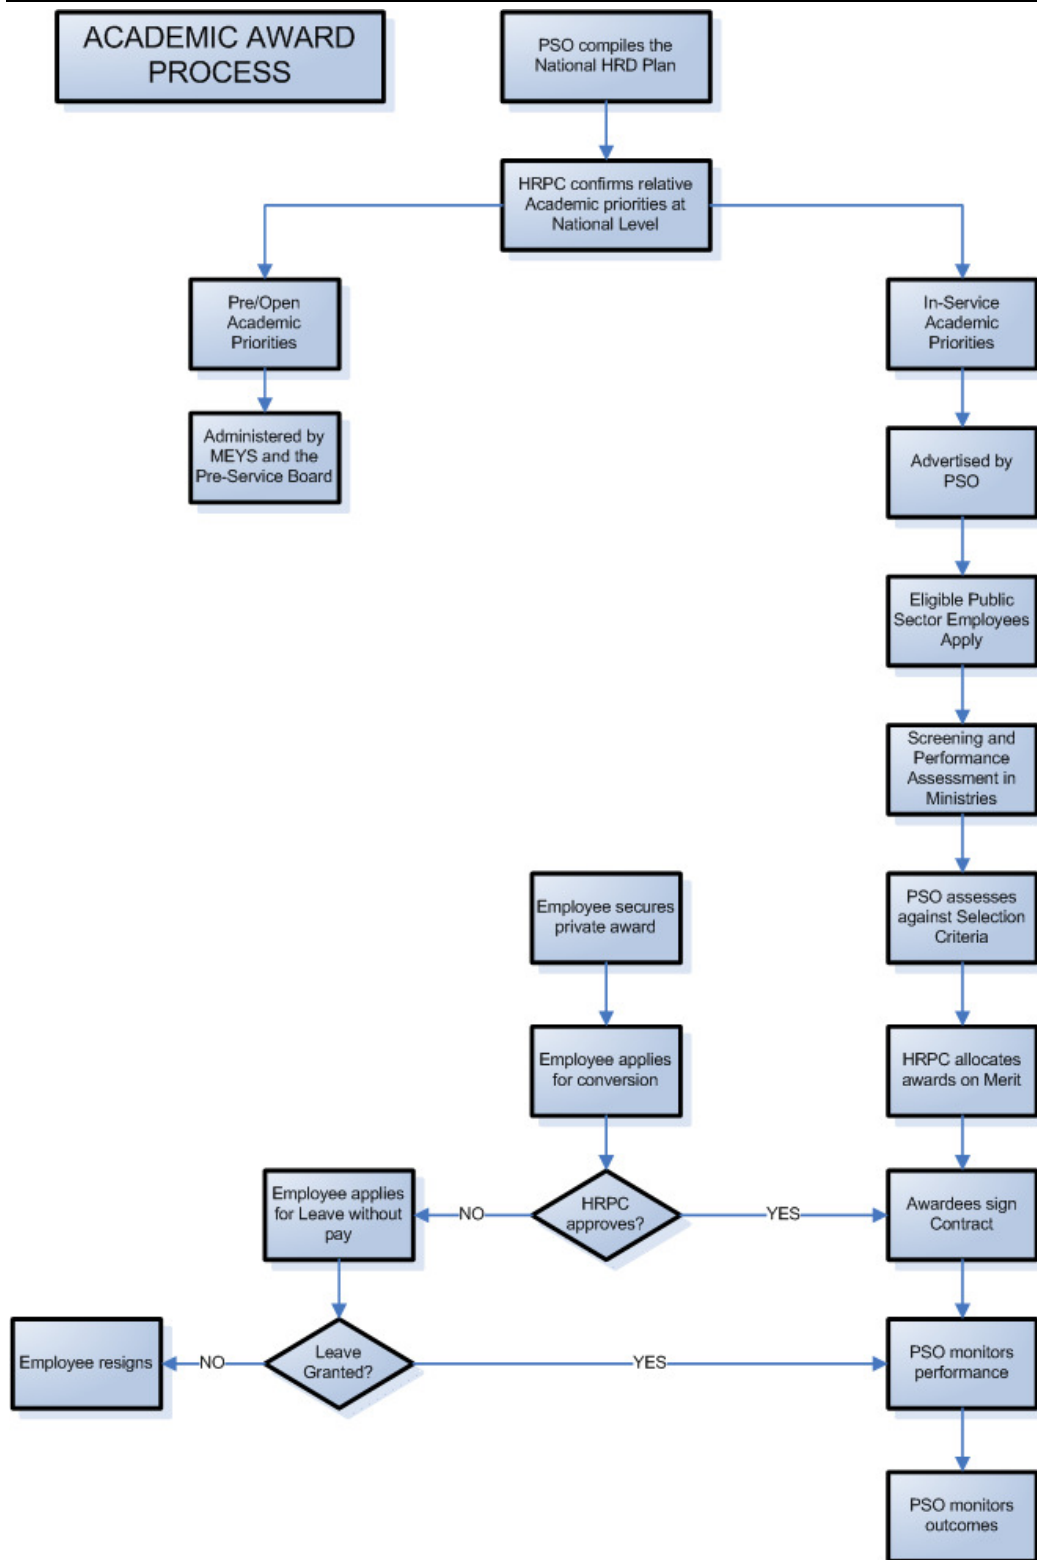 ACADEMIC AWARD
PROCESS
PSO compiles the
National HRD Plan
HRPC confirms relative
Academic priorities at
National Level
Pre/Open
Academic
Priorities
In-Service
Academic
Priorities
Administered by
MEYS and the
Pre-Service Board
Advertised by
PSO
Eligible Public
Sector Employees
Apply
Screening and
Performance
Assessment in
Ministries
Employee secures
private award
PSO assesses
against Selection
Criteria
Employee applies
for conversion
HRPC allocates
awards on Merit
Employee applies
for Leave without
pay
NO
HRPC
approves?
YES
Awardees sign
Contract
Employee resigns
NO
Leave
Granted?
YES
PSO monitors
performance
PSO monitors
outcomes